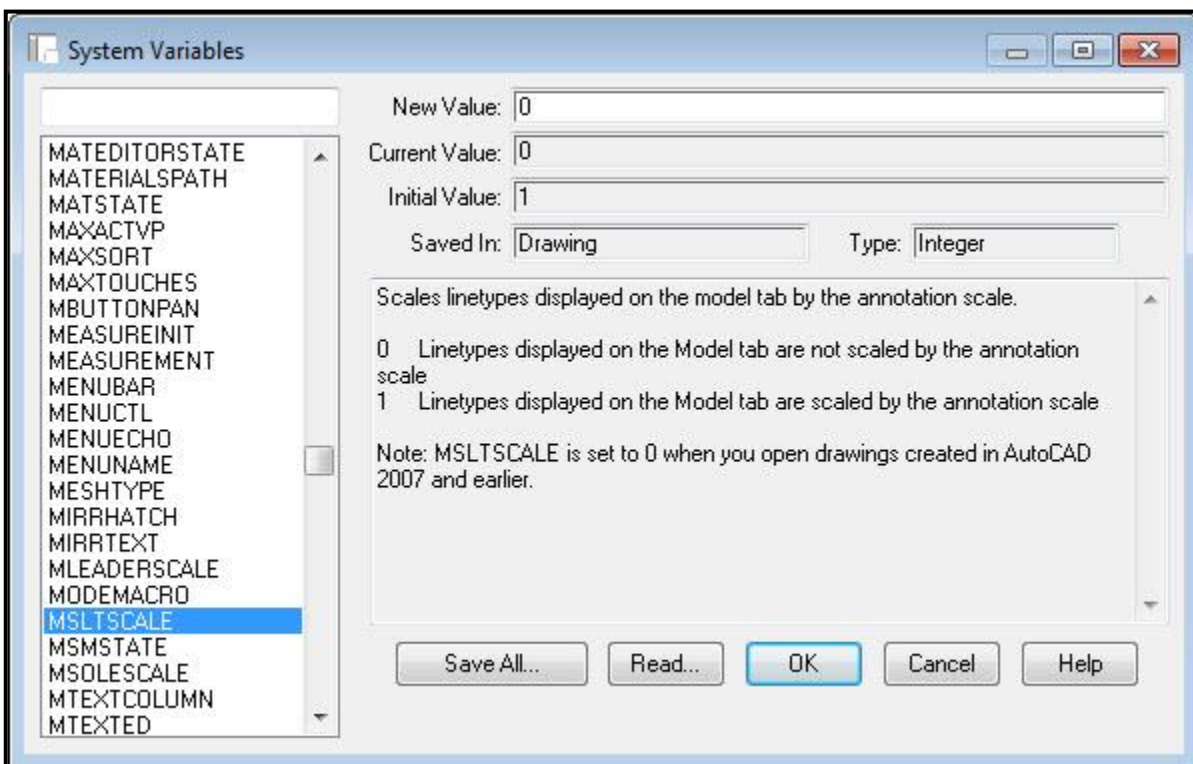 System Variables
New Value: 0
Current Value: 0
Initial Value: 1
Saved In: Drawing Type: Integer
MATEDITORSTATE
MATERIALSPATH
MATSTATE
MAXACTVP
MAXSORT
MAXTOUCHES
MBUTTONPAN
MEASUREINIT
MEASUREMENT
MENUBAR
MENUCTL
MENUECHO
MENUNAME
MESHTYPE
MIRRHATCH
MIRRTEXT
MLEADERSCALE
MODEMACRO
MSLTSCALE
MSMSTATE
MSOLESCALE
MTEXTCOLUMN
MTEXTED
Scales linetypes displayed on the model tab by the annotation scale.
0 Linetypes displayed on the Model tab are not scaled by the annotation
scale
1 Linetypes displayed on the Model tab are scaled by the annotation scale
Note: MSLTSCALE is set to 0 when you open drawings created in AutoCAD
2007 and earlier.
Save All... Read... OK Cancel Help